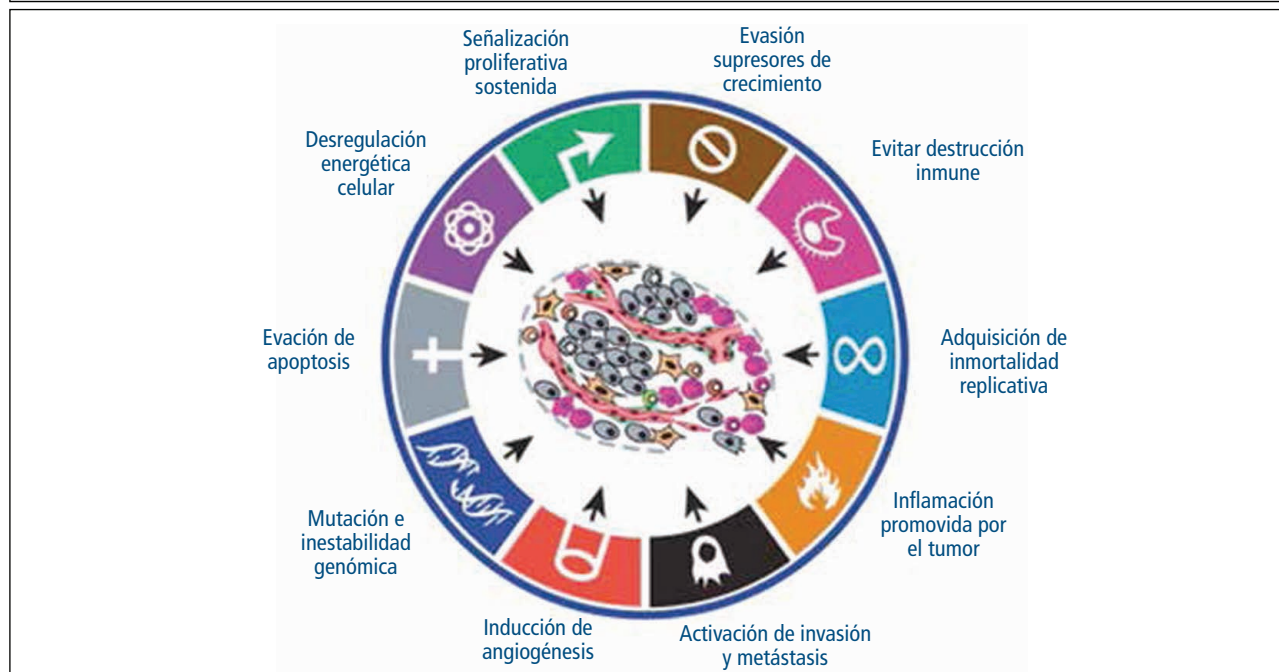 Señalización
proliferativa
sostenida
Evasión
supresores de
crecimiento
Desregulación
energética
celular
Evitar destrucción
inmune
Evación de
apoptosis
Adquisición de
inmortalidad
replicativa
Mutación e
inestabilidad
genómica
Inflamación
promovida por
el tumor
Inducción de
angiogénesis
Activación de invasión
y metástasis